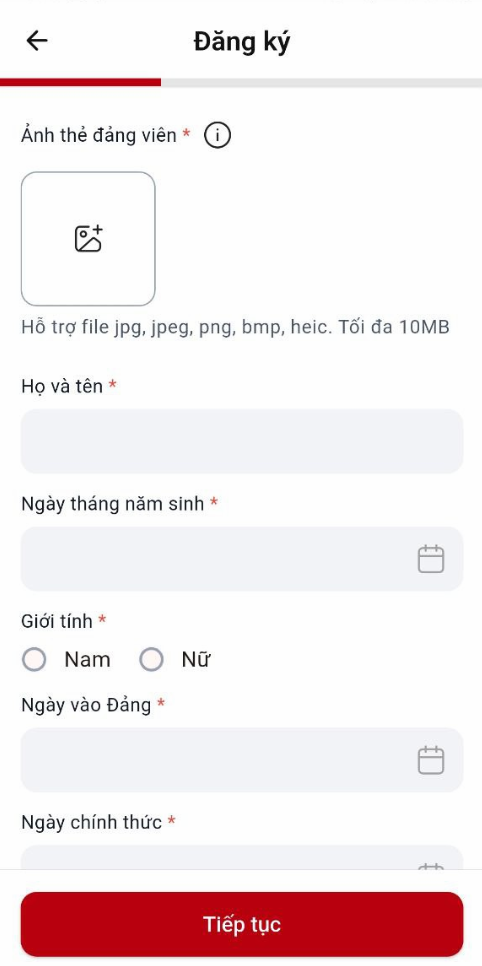 Đăng ký
Ảnh thẻ đảng viên *
Hỗ trợ file jpg, jpeg, png, bmp, heic. Tối đa 10MB
Họ và tên *
Ngày tháng năm sinh *
Giới tính *
Nam Nữ
Ngày vào Đảng *
Ngày chính thức *
Tiếp tục